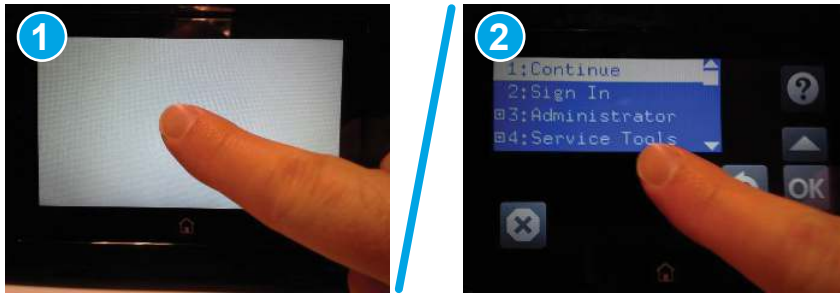 1
2
1:Continue
2:Sign In
3:Administrator
4:Service Tools
?
OK